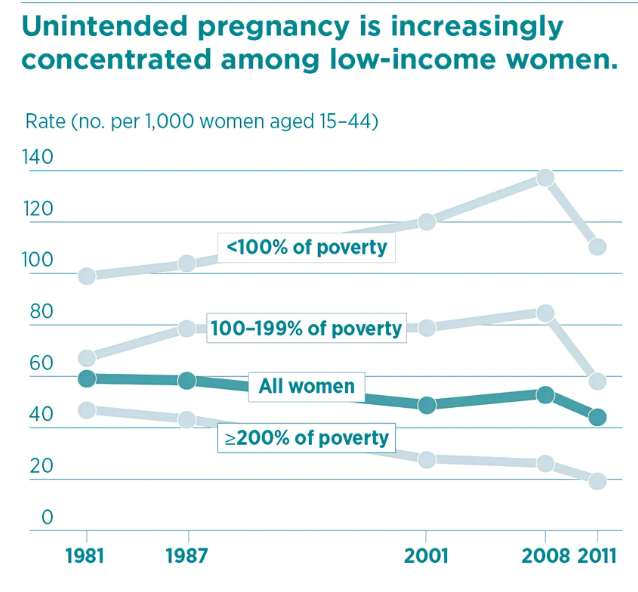 Unintended pregnancy is increasingly
concentrated among low-income women.
Rate (no. per 1,000 women aged 15–44)
140
120
<100% of poverty
100
80
100–199% of poverty
60
All women
40
≥200% of poverty
20
0
1981 1987 2001 2008 2011